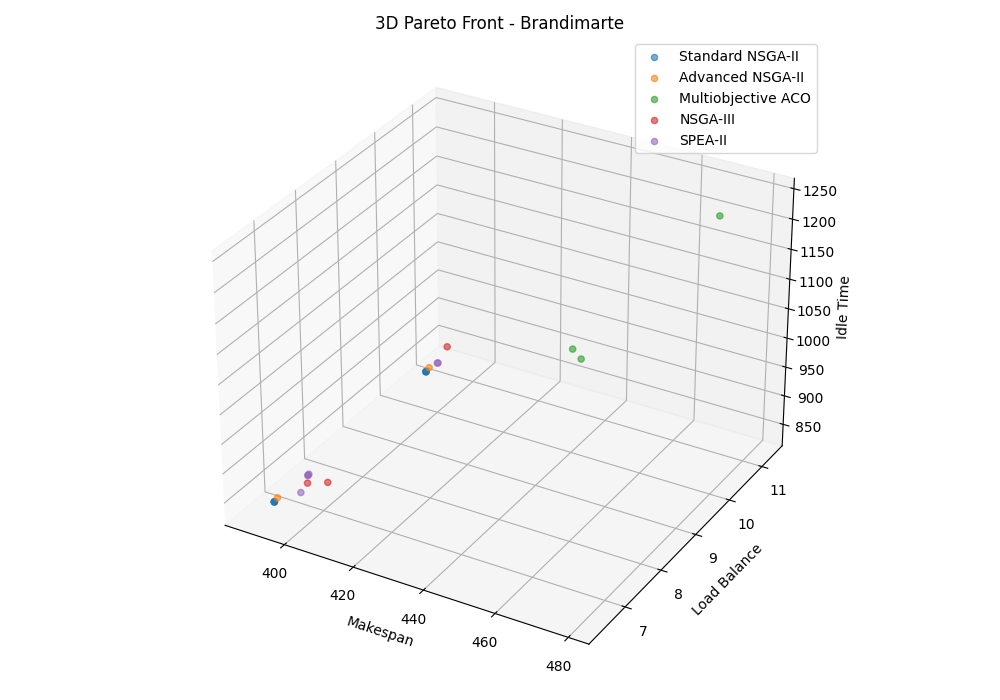 3D Pareto Front - Brandimarte
Standard NSGA-II
Advanced NSGA-II
Multiobjective ACO
NSGA-III
SPEA-II
1250
1200
1150
1100
1050
1000
950
900
850
Idle Time
11
10
9
8
7
Load Balance
400
420
440
460
480
Makespan